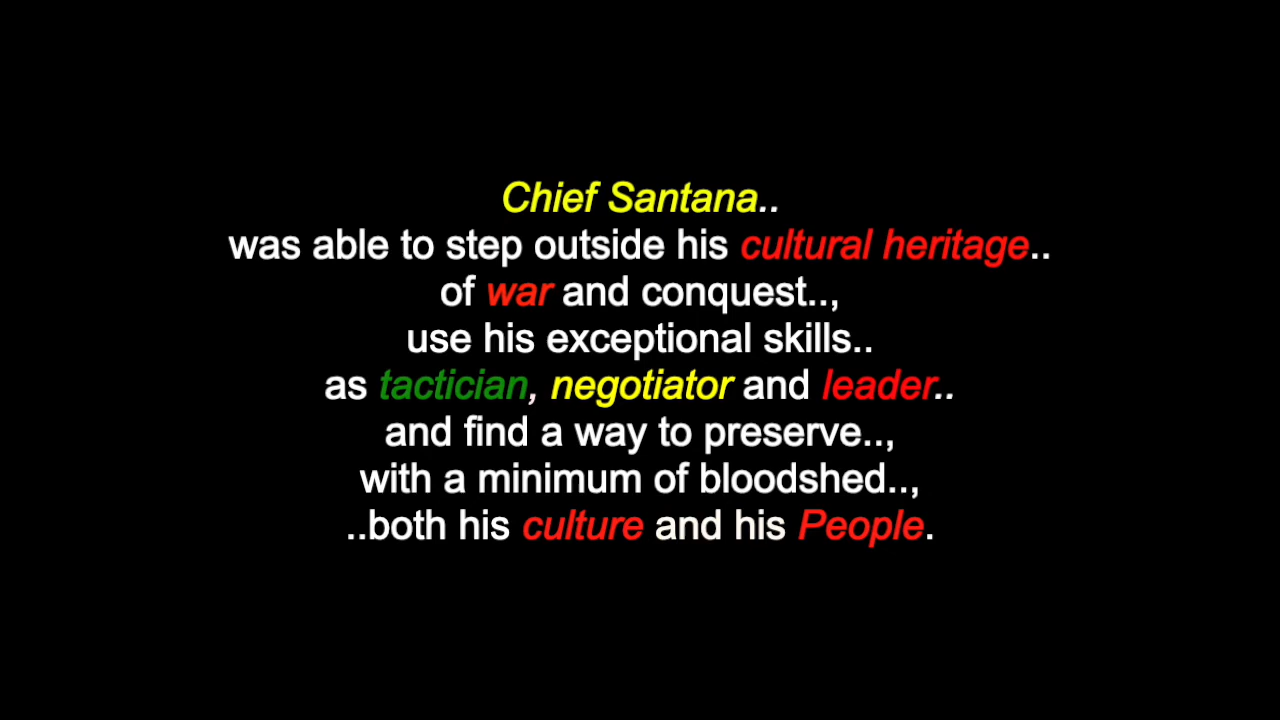 Chief Santana..
was able to step outside his cultural heritage..
of war and conquest..,
use his exceptional skills..
as tactician, negotiator and leader..
and find a way to preserve..,
with a minimum of bloodshed..,
..both his culture and his People.